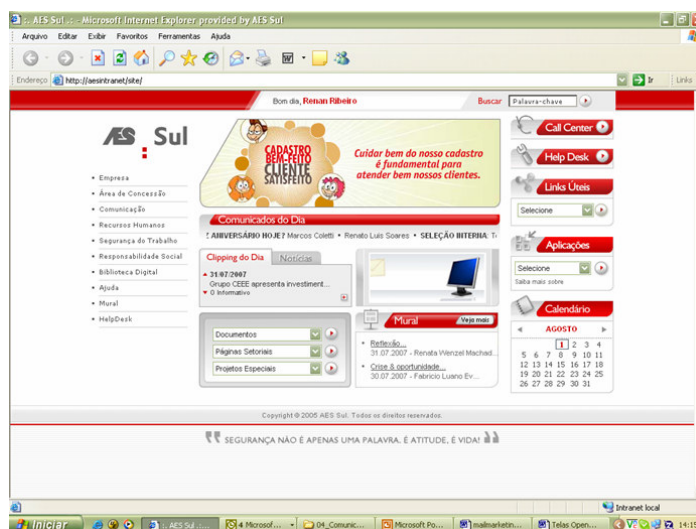 :. AES Sul .: - Microsoft Internet Explorer provided by AES Sul
Arquivo Editar Exibir Favoritos Ferramentas Ajuda
Endereço http://aesintranet/site/ Ir Links
Bom dia, Renan Ribeiro Buscar Palavra-chave
AES Sul
Empresa
Área de Concessão
Comunicação
Recursos Humanos
Segurança do Trabalho
Responsabilidade Social
Biblioteca Digital
Ajuda
Mural
HelpDesk
CADASTRO
BEM-FEITO
CLIENTE
SATISFEITO
Cuidar bem do nosso cadastro
é fundamental para
atender bem nossos clientes.
Comunicados do Dia
ANIVERSÁRIO HOJE? Marcos Coletti • Renato Luis Soares • SELEÇÃO INTERNA: T
Clipping do Dia Notícias
31.07.2007
Grupo CEEE apresenta investiment...
O Informativo
Documentos
Páginas Setoriais
Projetos Especiais
Mural Veja mais
Reflexão...
31.07.2007 - Renata Wenzel Machad...
Crise & oportunidade...
30.07.2007 - Fabricio Luano Ev...
Call Center
Help Desk
Links Úteis
Selecione
Aplicações
Selecione
Saiba mais sobre
Calendário
AGOSTO
1 2 3 4
5 6 7 8 9 10 11
12 13 14 15 16 17 18
19 20 21 22 23 24 25
26 27 28 29 30 31
Copyright © 2006 AES Sul. Todos os direitos reservados.
SEGURANÇA NÃO É APENAS UMA PALAVRA. É ATITUDE, É VIDA!
Intranet local
Iniciar :. AES Sul .:... 4 Microsof... 04_Comunic... Microsoft Po... mailmarketin... Telas Open... 14:15